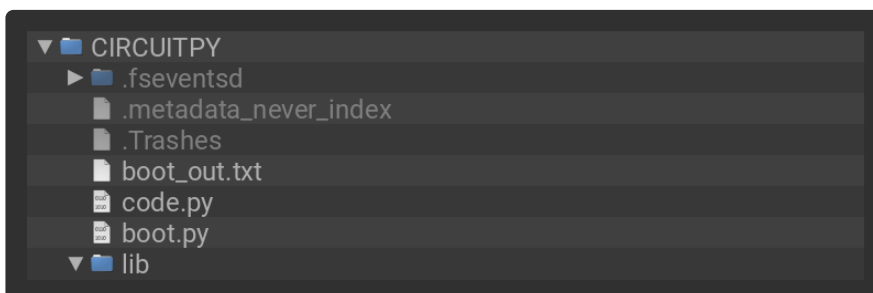 CIRCUITPY
.fseventsd
.metadata_never_index
.Trashes
boot_out.txt
code.py
boot.py
lib